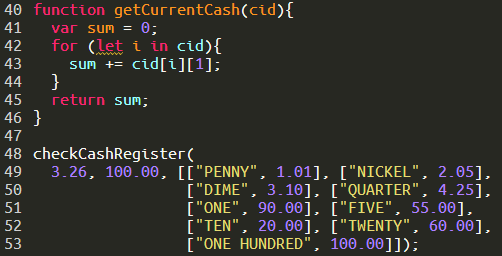 40 function getCurrentCash(cid){
41   var sum = 0;
42   for (let i in cid){
43     sum += cid[i][1];
44   }
45   return sum;
46 }
47
48 checkCashRegister(
49   3.26, 100.00, [["PENNY", 1.01], ["NICKEL", 2.05],
50                  ["DIME", 3.10], ["QUARTER", 4.25],
51                  ["ONE", 90.00], ["FIVE", 55.00],
52                  ["TEN", 20.00], ["TWENTY", 60.00],
53                  ["ONE HUNDRED", 100.00]]);